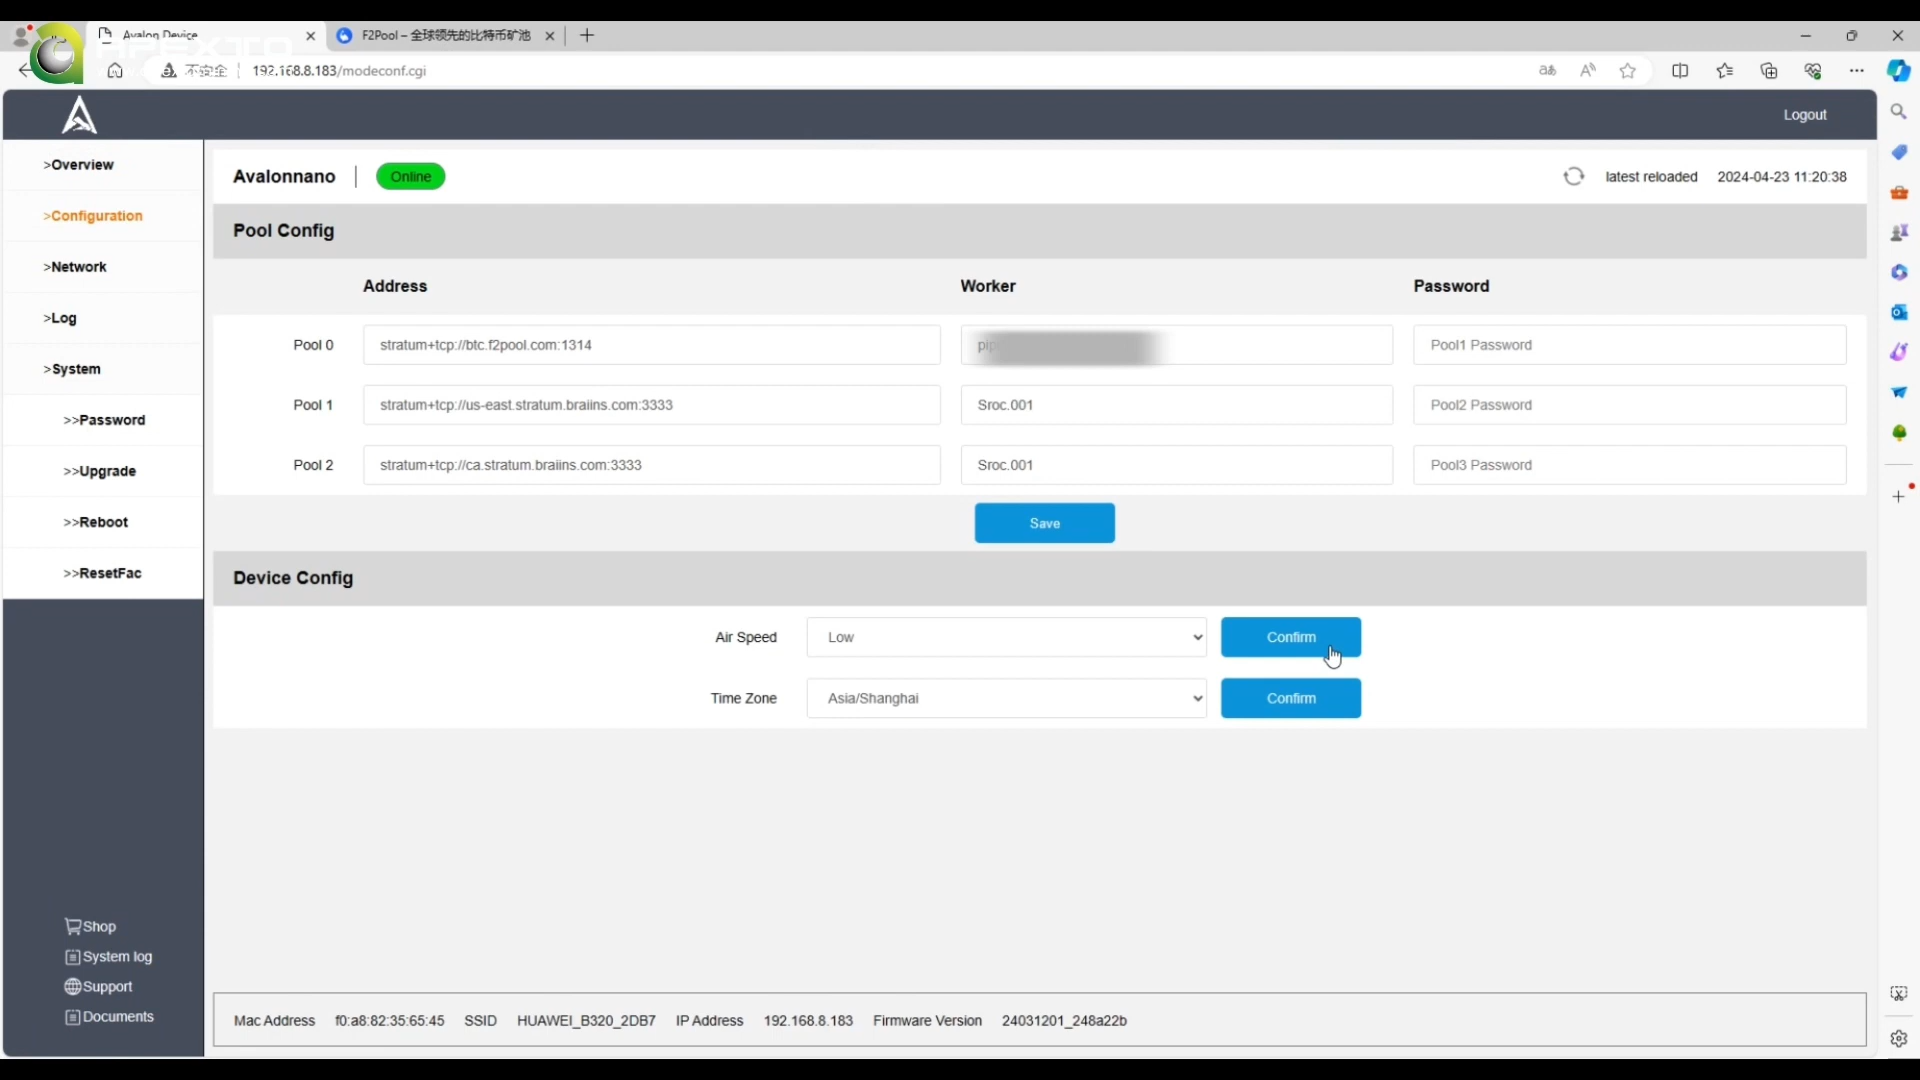 Avalon Device
F2Pool – 全球领先的比特币矿池
APEXTO
不安全
192.168.8.183/modeconf.cgi
Logout
>Overview
>Configuration
>Network
>Log
>System
>>Password
>>Upgrade
>>Reboot
>>ResetFac
Shop
System log
Support
Documents
Avalonnano
Online
latest reloaded 2024-04-23 11:20:38
Pool Config
Address Worker Password
Pool 0 stratum+tcp://btc.f2pool.com:1314 Pool1 Password
Pool 1 stratum+tcp://us-east.stratum.braiins.com:3333 Sroc.001 Pool2 Password
Pool 2 stratum+tcp://ca.stratum.braiins.com:3333 Sroc.001 Pool3 Password
Save
Device Config
Air Speed Low Confirm
Time Zone Asia/Shanghai Confirm
Mac Address f0:a8:82:35:65:45 SSID HUAWEI_B320_2DB7 IP Address 192.168.8.183 Firmware Version 24031201_248a22b